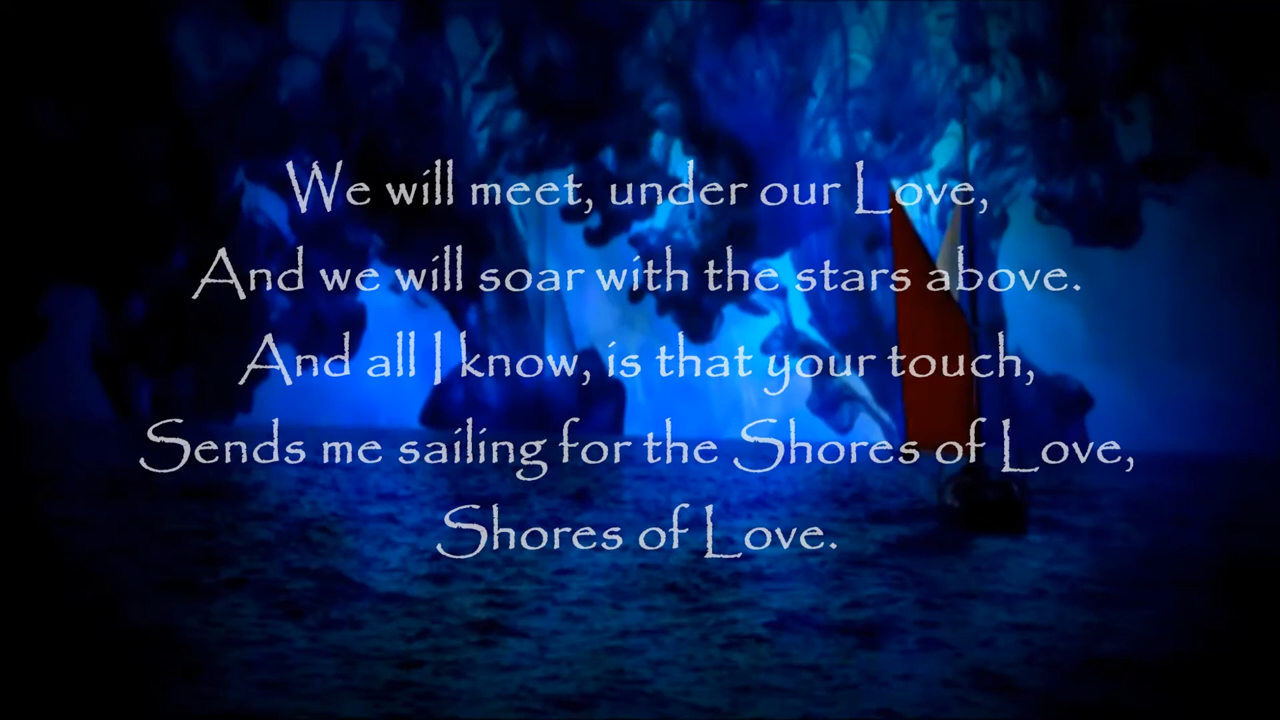 We will meet, under our Love,
And we will soar with the stars above.
And all I know, is that your touch,
Sends me sailing for the Shores of Love,
Shores of Love.